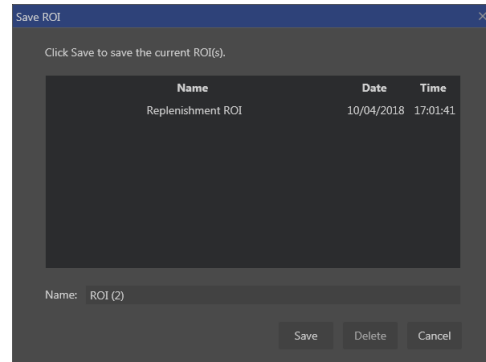 Save ROI
Click Save to save the current ROI(s).
Name Date Time
Replenishment ROI 10/04/2018 17:01:41
Name: ROI (2)
Save Delete Cancel